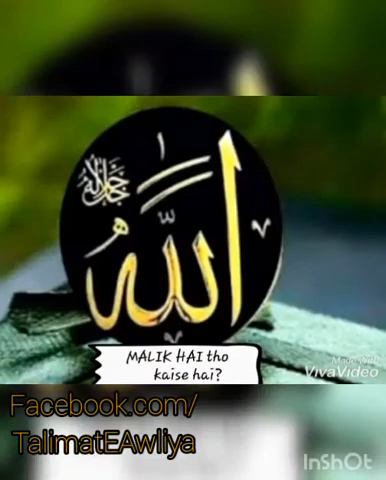 جل جلاله
الله
MALIK HAI tho
kaise hai?
Made With
VivaVideo
Facebook.com/
TalimatEAwliya
InShOt